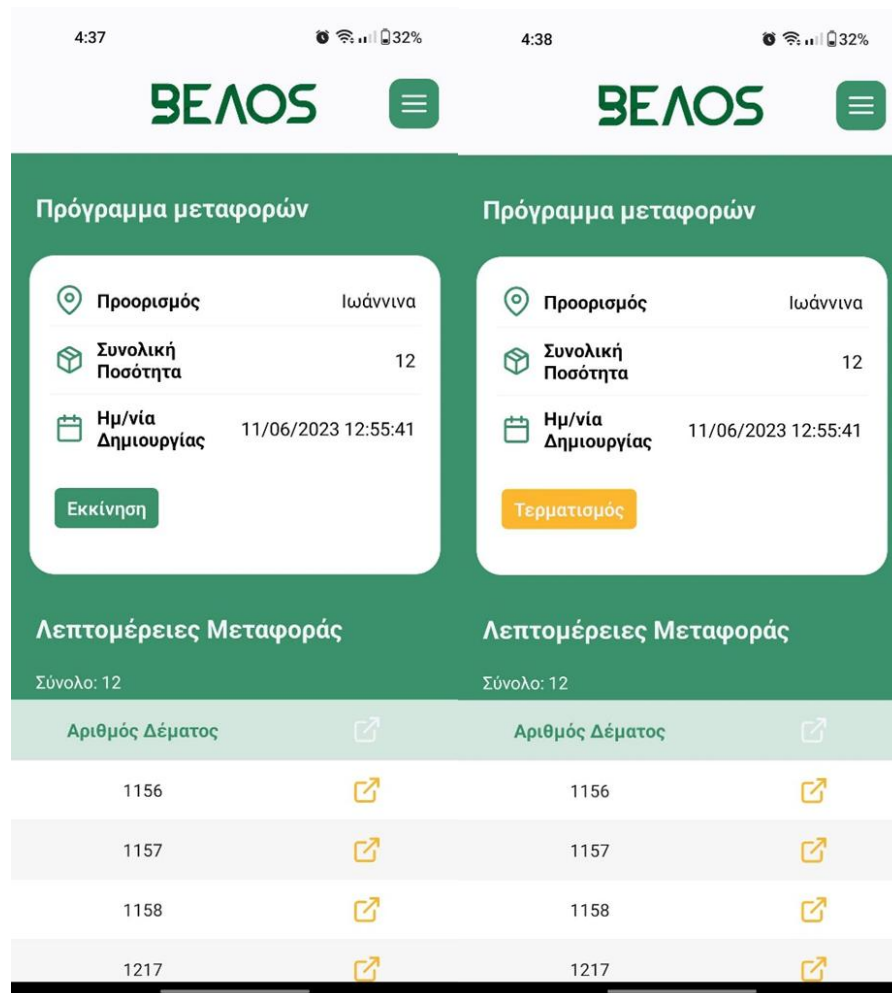 4:37
32%
ΒΕΛΟS
Πρόγραμμα μεταφορών
Προορισμός
Ιωάννινα
Συνολική
Ποσότητα
12
Ημ/νία
Δημιουργίας
11/06/2023 12:55:41
Εκκίνηση
Λεπτομέρειες Μεταφοράς
Σύνολο: 12
Αριθμός Δέματος
1156
1157
1158
1217
4:38
32%
ΒΕΛΟS
Πρόγραμμα μεταφορών
Προορισμός
Ιωάννινα
Συνολική
Ποσότητα
12
Ημ/νία
Δημιουργίας
11/06/2023 12:55:41
Τερματισμός
Λεπτομέρειες Μεταφοράς
Σύνολο: 12
Αριθμός Δέματος
1156
1157
1158
1217